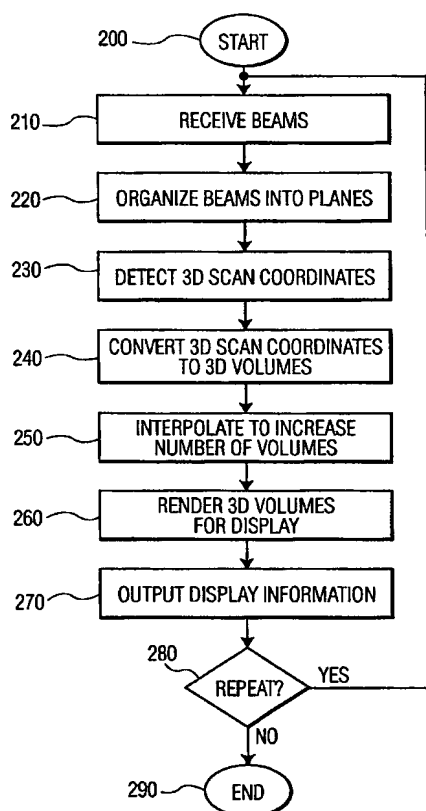 200
START
210
RECEIVE BEAMS
220
ORGANIZE BEAMS INTO PLANES
230
DETECT 3D SCAN COORDINATES
240
CONVERT 3D SCAN COORDINATES
TO 3D VOLUMES
250
INTERPOLATE TO INCREASE
NUMBER OF VOLUMES
260
RENDER 3D VOLUMES
FOR DISPLAY
270
OUTPUT DISPLAY INFORMATION
280
REPEAT?
YES
NO
290
END